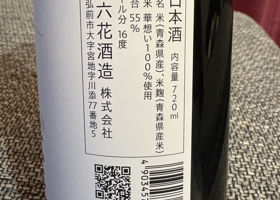 日本酒　内容量 720ml
米（青森県産）、米麹（青森県産米）
米 華想い100％使用
合 55％
ール分 16度
六花酒造 株式会社
弘前市大字宮地字川添77番地5
4 90345